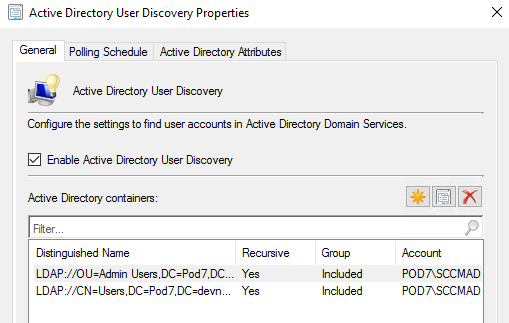 Active Directory User Discovery Properties
General Polling Schedule Active Directory Attributes
Active Directory User Discovery
Configure the settings to find user accounts in Active Directory Domain Services.
Enable Active Directory User Discovery
Active Directory containers:
Filter...
Distinguished Name Recursive Group Account
LDAP://OU=Admin Users,DC=Pod7,DC... Yes Included POD7\SCCMAD
LDAP://CN=Users,DC=Pod7,DC=devn... Yes Included POD7\SCCMAD